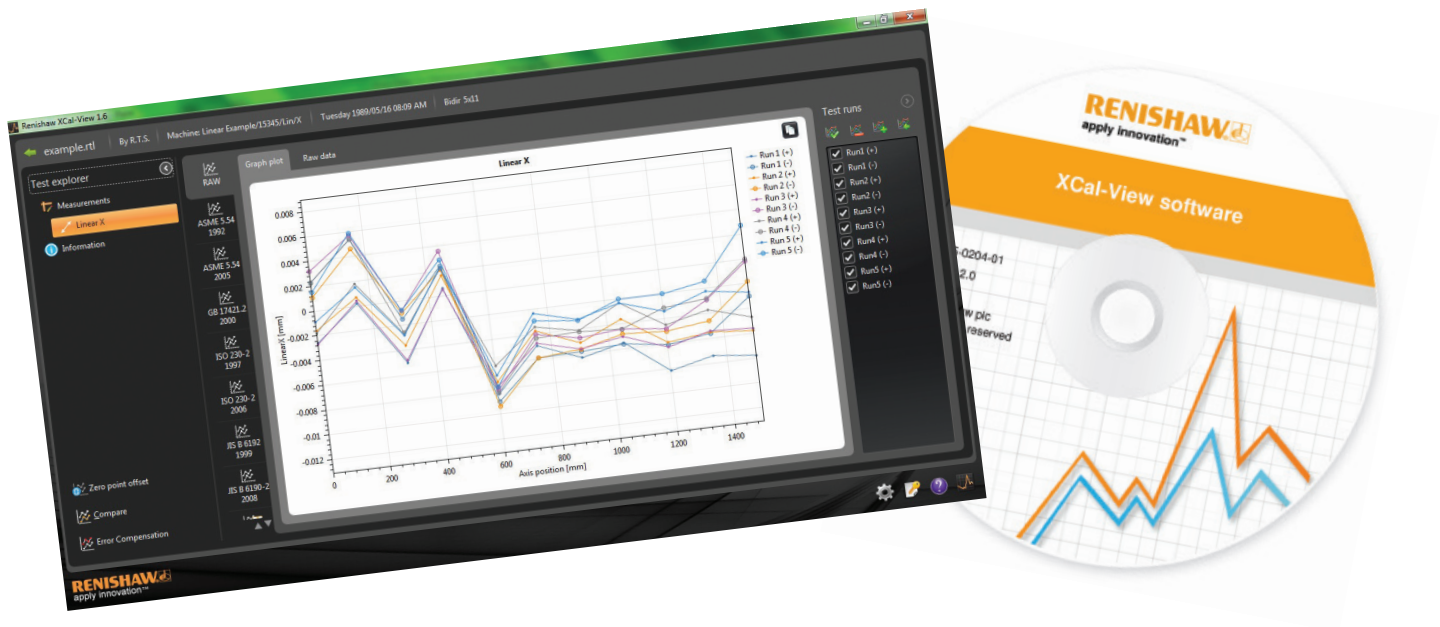 Renishaw XCal-View 1.6
example.rtl
By R.T.S.
Machine: Linear Example/15345/Lin/X
Tuesday 1989/05/16 08:09 AM
Bidir 5x11
Test explorer
Measurements
Linear X
Information
Zero point offset
Compare
Error Compensation
RAW
ASME 5.54
1992
ASME 5.54
2005
GB 17421.2
2000
ISO 230-2
1997
ISO 230-2
2006
JIS B 6192
1999
JIS B 6190-2
2008
Graph plot
Raw data
Linear X
0.008
0.006
0.004
0.002
0
-0.002
-0.004
-0.006
-0.008
-0.01
-0.012
LinearX [mm]
0
200
400
600
800
1000
1200
1400
Axis position [mm]
Run 1 (+)
Run 1 (-)
Run 2 (+)
Run 2 (-)
Run 3 (+)
Run 3 (-)
Run 4 (+)
Run 4 (-)
Run 5 (+)
Run 5 (-)
Test runs
Run1 (+)
Run1 (-)
Run2 (+)
Run2 (-)
Run3 (+)
Run3 (-)
Run4 (+)
Run4 (-)
Run5 (+)
Run5 (-)
RENISHAW
apply innovation™
RENISHAW
apply innovation™
XCal-View software
5-0204-01
2.0
w plc
reserved